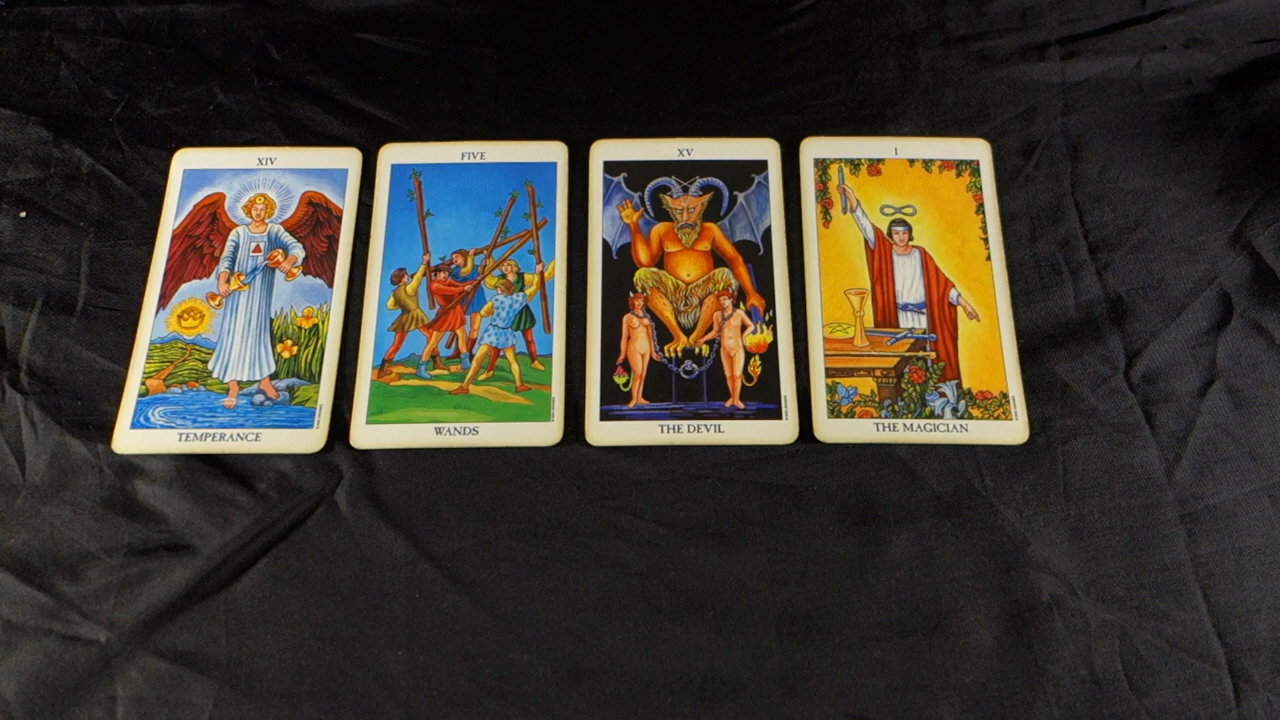 XIV
TEMPERANCE
FIVE
WANDS
XV
THE DEVIL
I
THE MAGICIAN